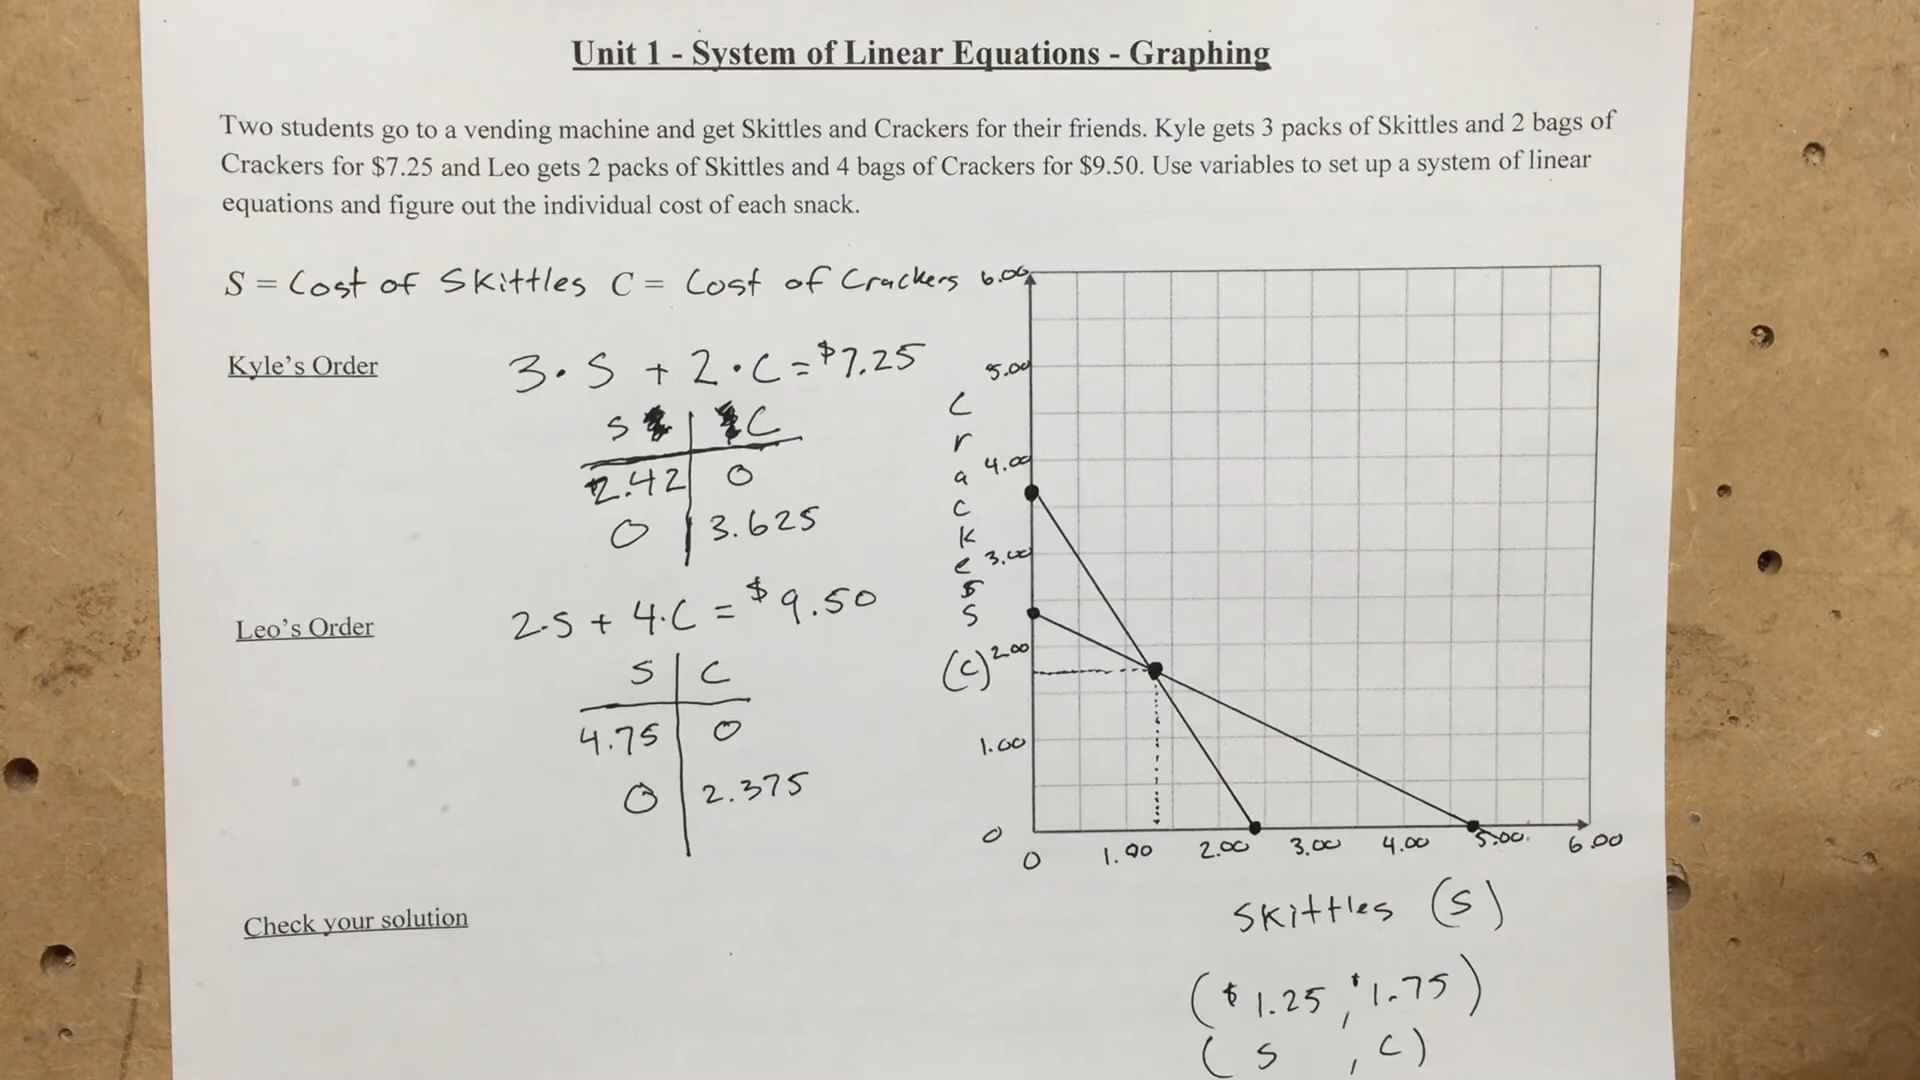 Unit 1 - System of Linear Equations - Graphing
Two students go to a vending machine and get Skittles and Crackers for their friends. Kyle gets 3 packs of Skittles and 2 bags of
Crackers for $7.25 and Leo gets 2 packs of Skittles and 4 bags of Crackers for $9.50. Use variables to set up a system of linear
equations and figure out the individual cost of each snack.
S = Cost of Skittles C = Cost of Crackers
Kyle's Order
3 · S + 2 · C = $7.25
S C
2.42 0
0 3.625
Leo's Order
2·S + 4·C = $9.50
S C
4.75 0
0 2.375
Check your solution
6.00
5.00
4.00
3.00
2.00
1.00
0
Crackers
(C)
0 1.00 2.00 3.00 4.00 5.00 6.00
Skittles (S)
($1.25, $1.75)
(S, C)